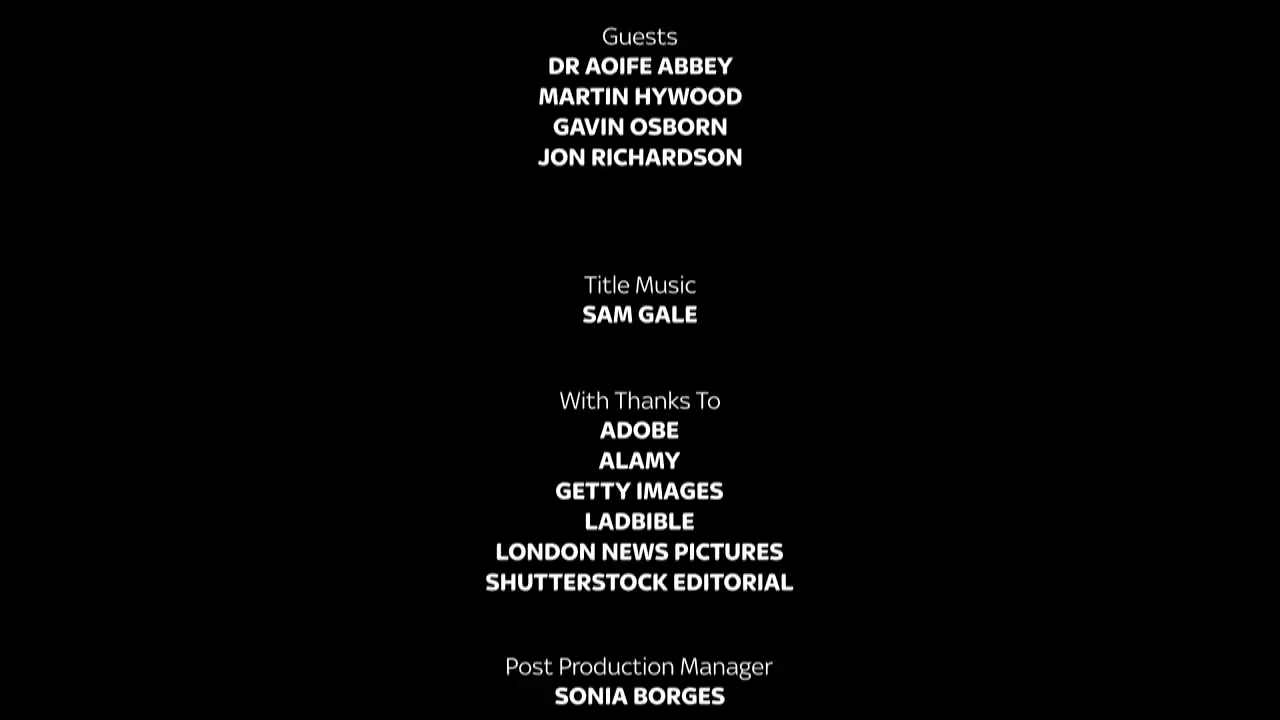 Guests
DR AOIFE ABBEY
MARTIN HYWOOD
GAVIN OSBORN
JON RICHARDSON
Title Music
SAM GALE
With Thanks To
ADOBE
ALAMY
GETTY IMAGES
LADBIBLE
LONDON NEWS PICTURES
SHUTTERSTOCK EDITORIAL
Post Production Manager
SONIA BORGES